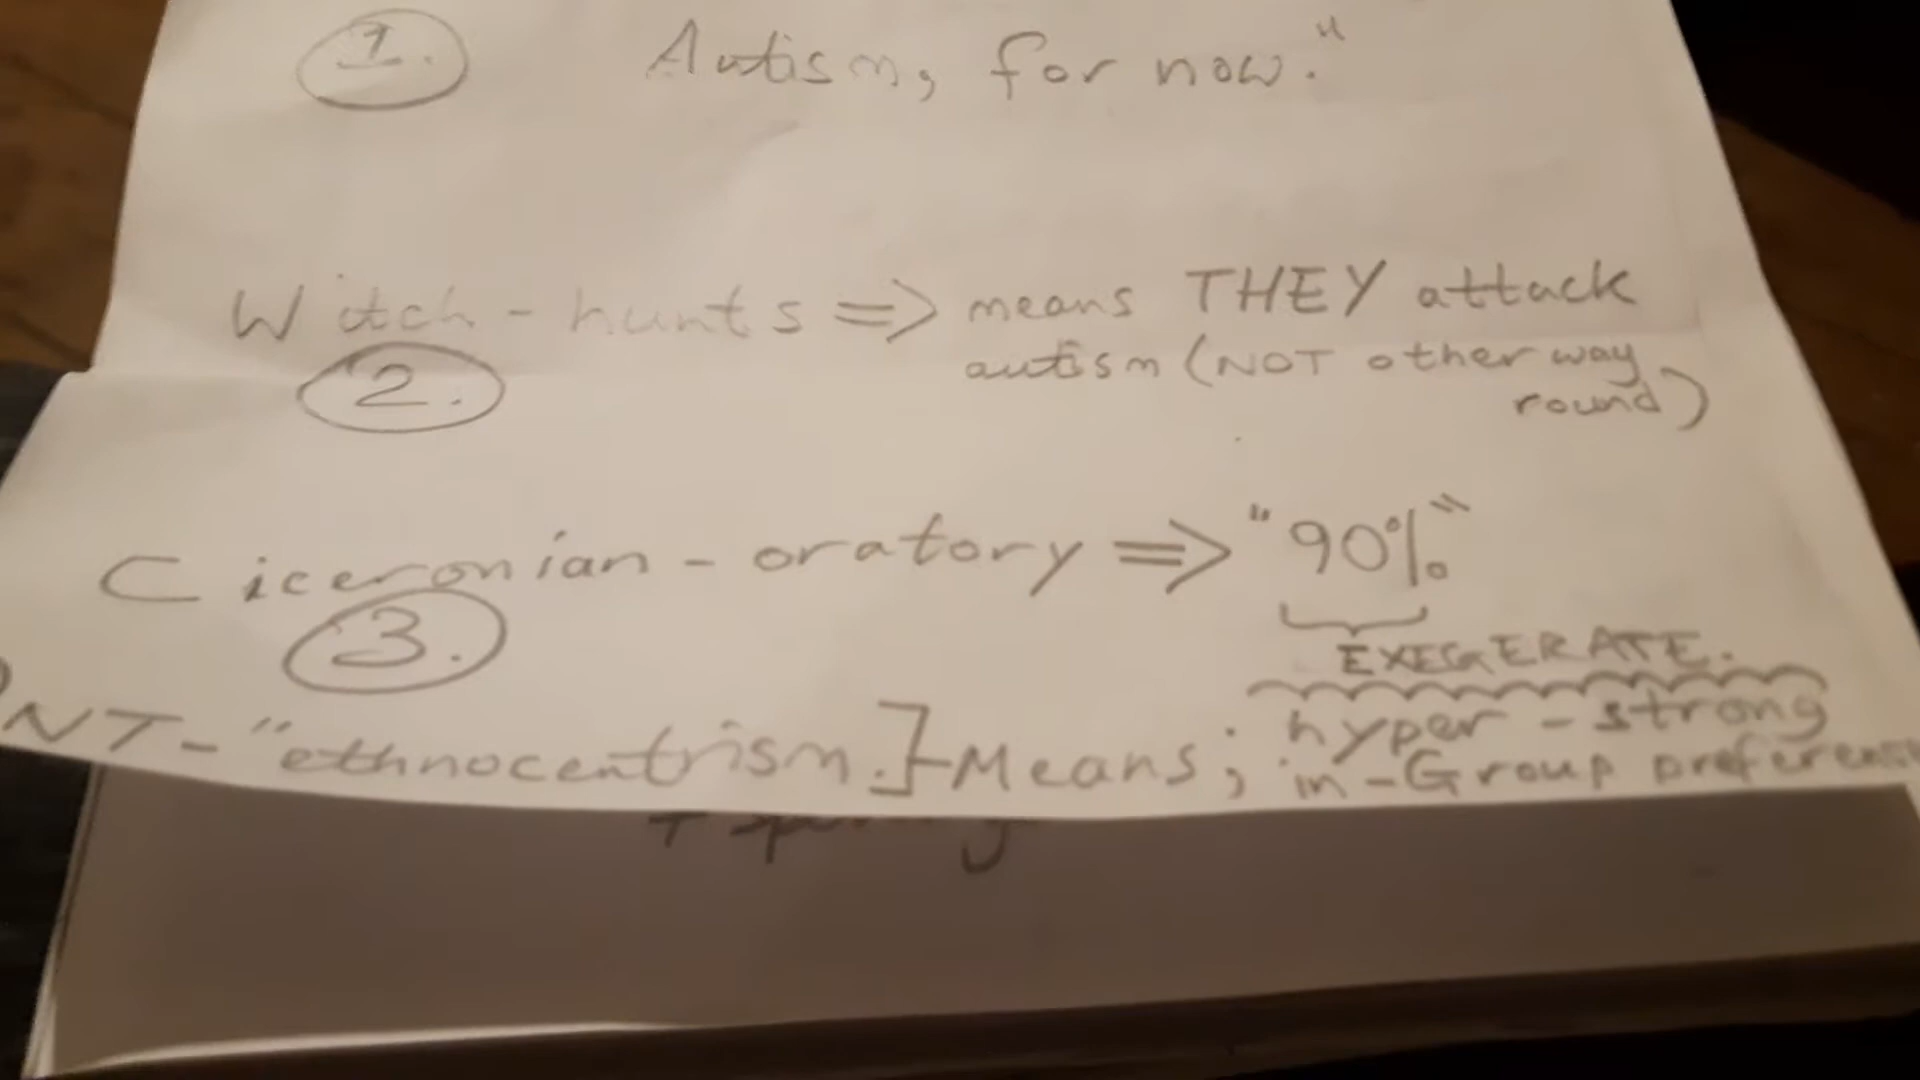 1. Autism, for now."
Witch-hunts => means THEY attack
autism (NOT other way
round)
2.
Ciceronian-oratory => "90%"
3.
EXEGERATE.
NT-"ethnocentrism.}-Means; hyper-strong
in-Group preference